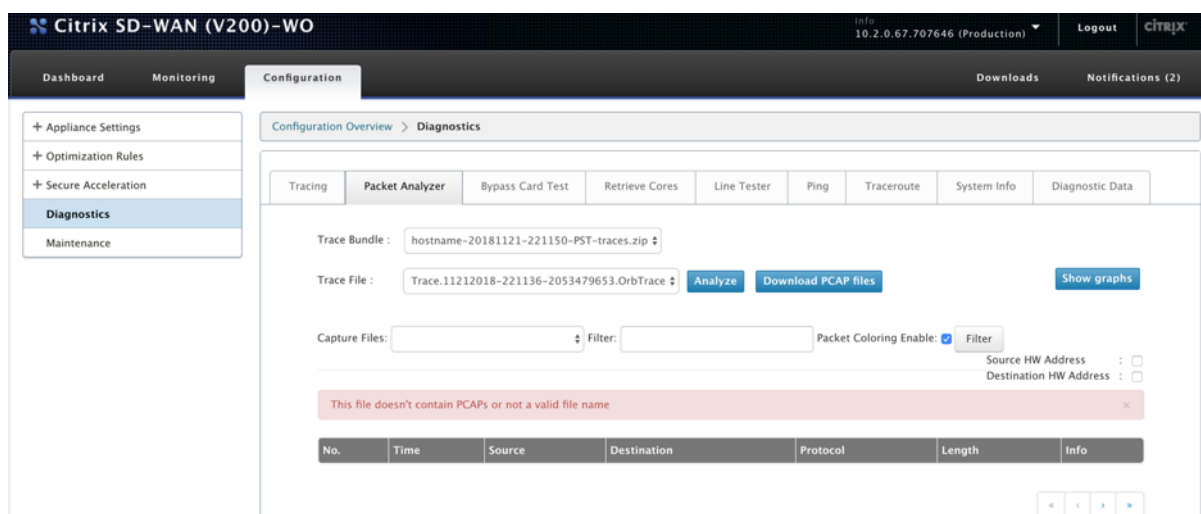 Citrix SD-WAN (V200)-WO
Info
10.2.0.67.707646 (Production)
Logout
CITRIX
Dashboard Monitoring Configuration Downloads Notifications (2)
+ Appliance Settings
+ Optimization Rules
+ Secure Acceleration
Diagnostics
Maintenance
Configuration Overview > Diagnostics
Tracing Packet Analyzer Bypass Card Test Retrieve Cores Line Tester Ping Traceroute System Info Diagnostic Data
Trace Bundle : hostname-20181121-221150-PST-traces.zip
Trace File : Trace.11212018-221136-2053479653.OrbTrace Analyze Download PCAP files Show graphs
Capture Files: Filter: Packet Coloring Enable: Filter
Source HW Address :
Destination HW Address :
This file doesn't contain PCAPs or not a valid file name ×
No. Time Source Destination Protocol Length Info
« ‹ › »